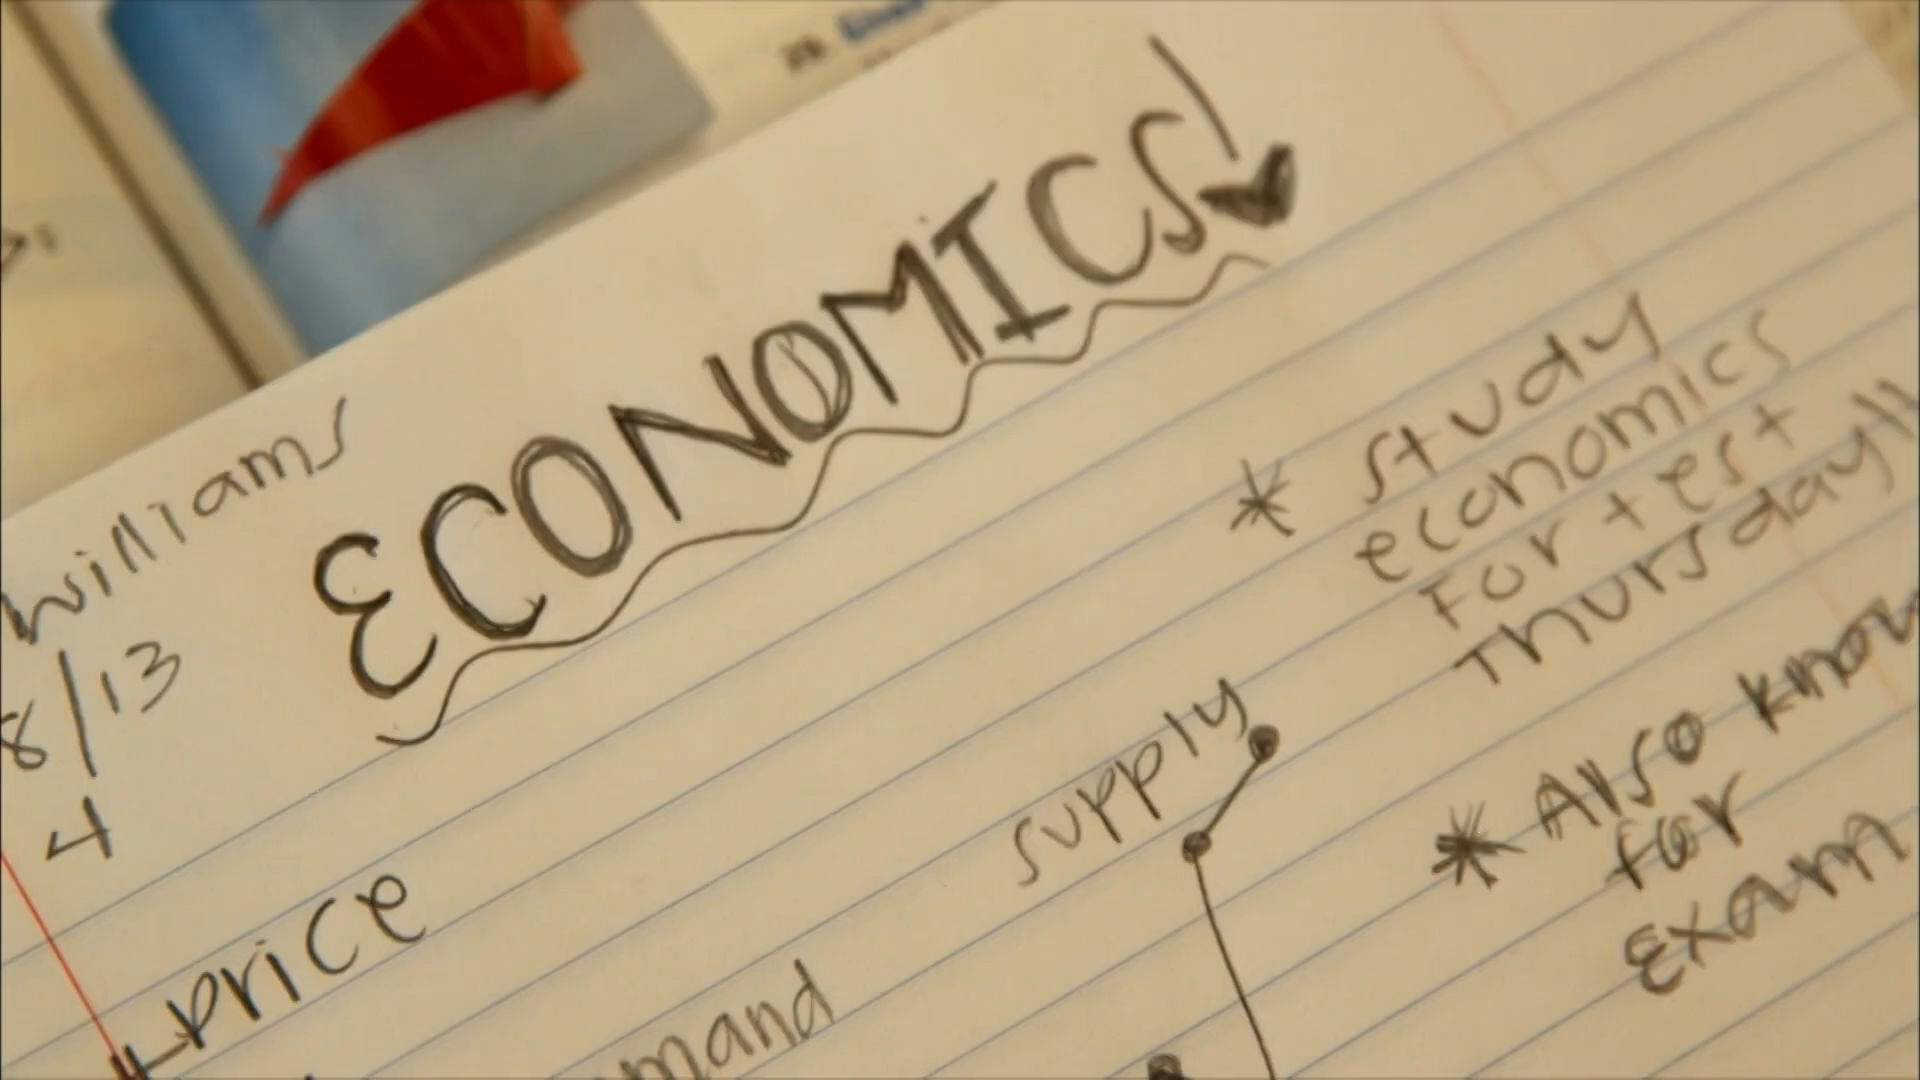 williams
8/13
4
ECONOMICS!
* study
economics
for test
Thursday!!
supply
* Also know
for
Exam
price
mand